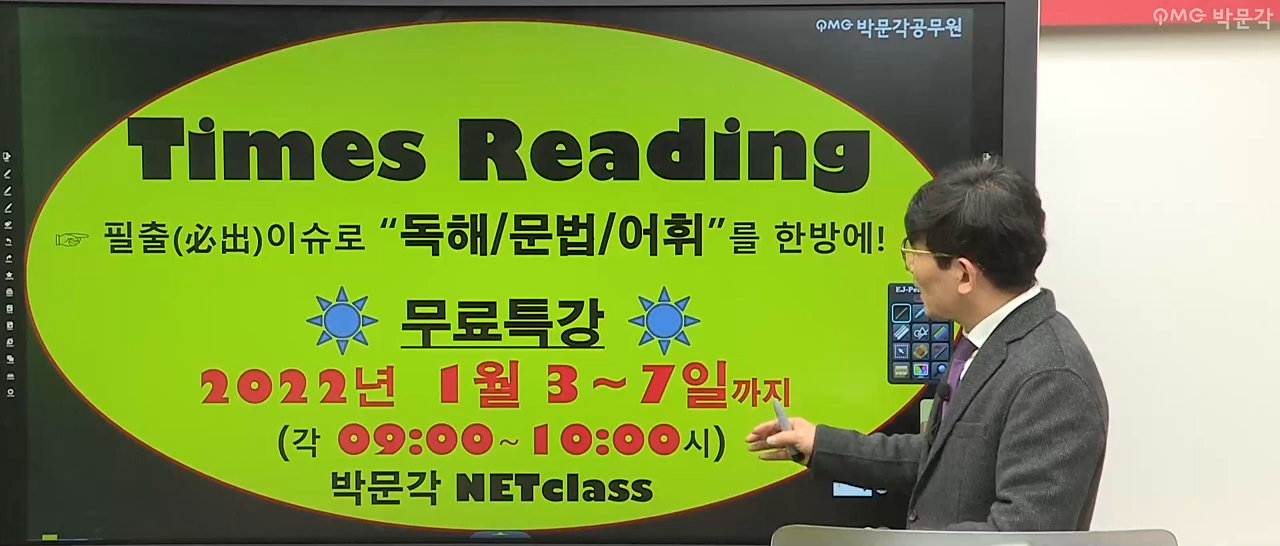 PMG 박문각공무원
PMG 박문각
Times Reading
☞ 필출(必出)이슈로 “독해/문법/어휘”를 한방에!
무료특강
2022년 1월 3~7일까지
(각 09:00~10:00시)
박문각 NETclass